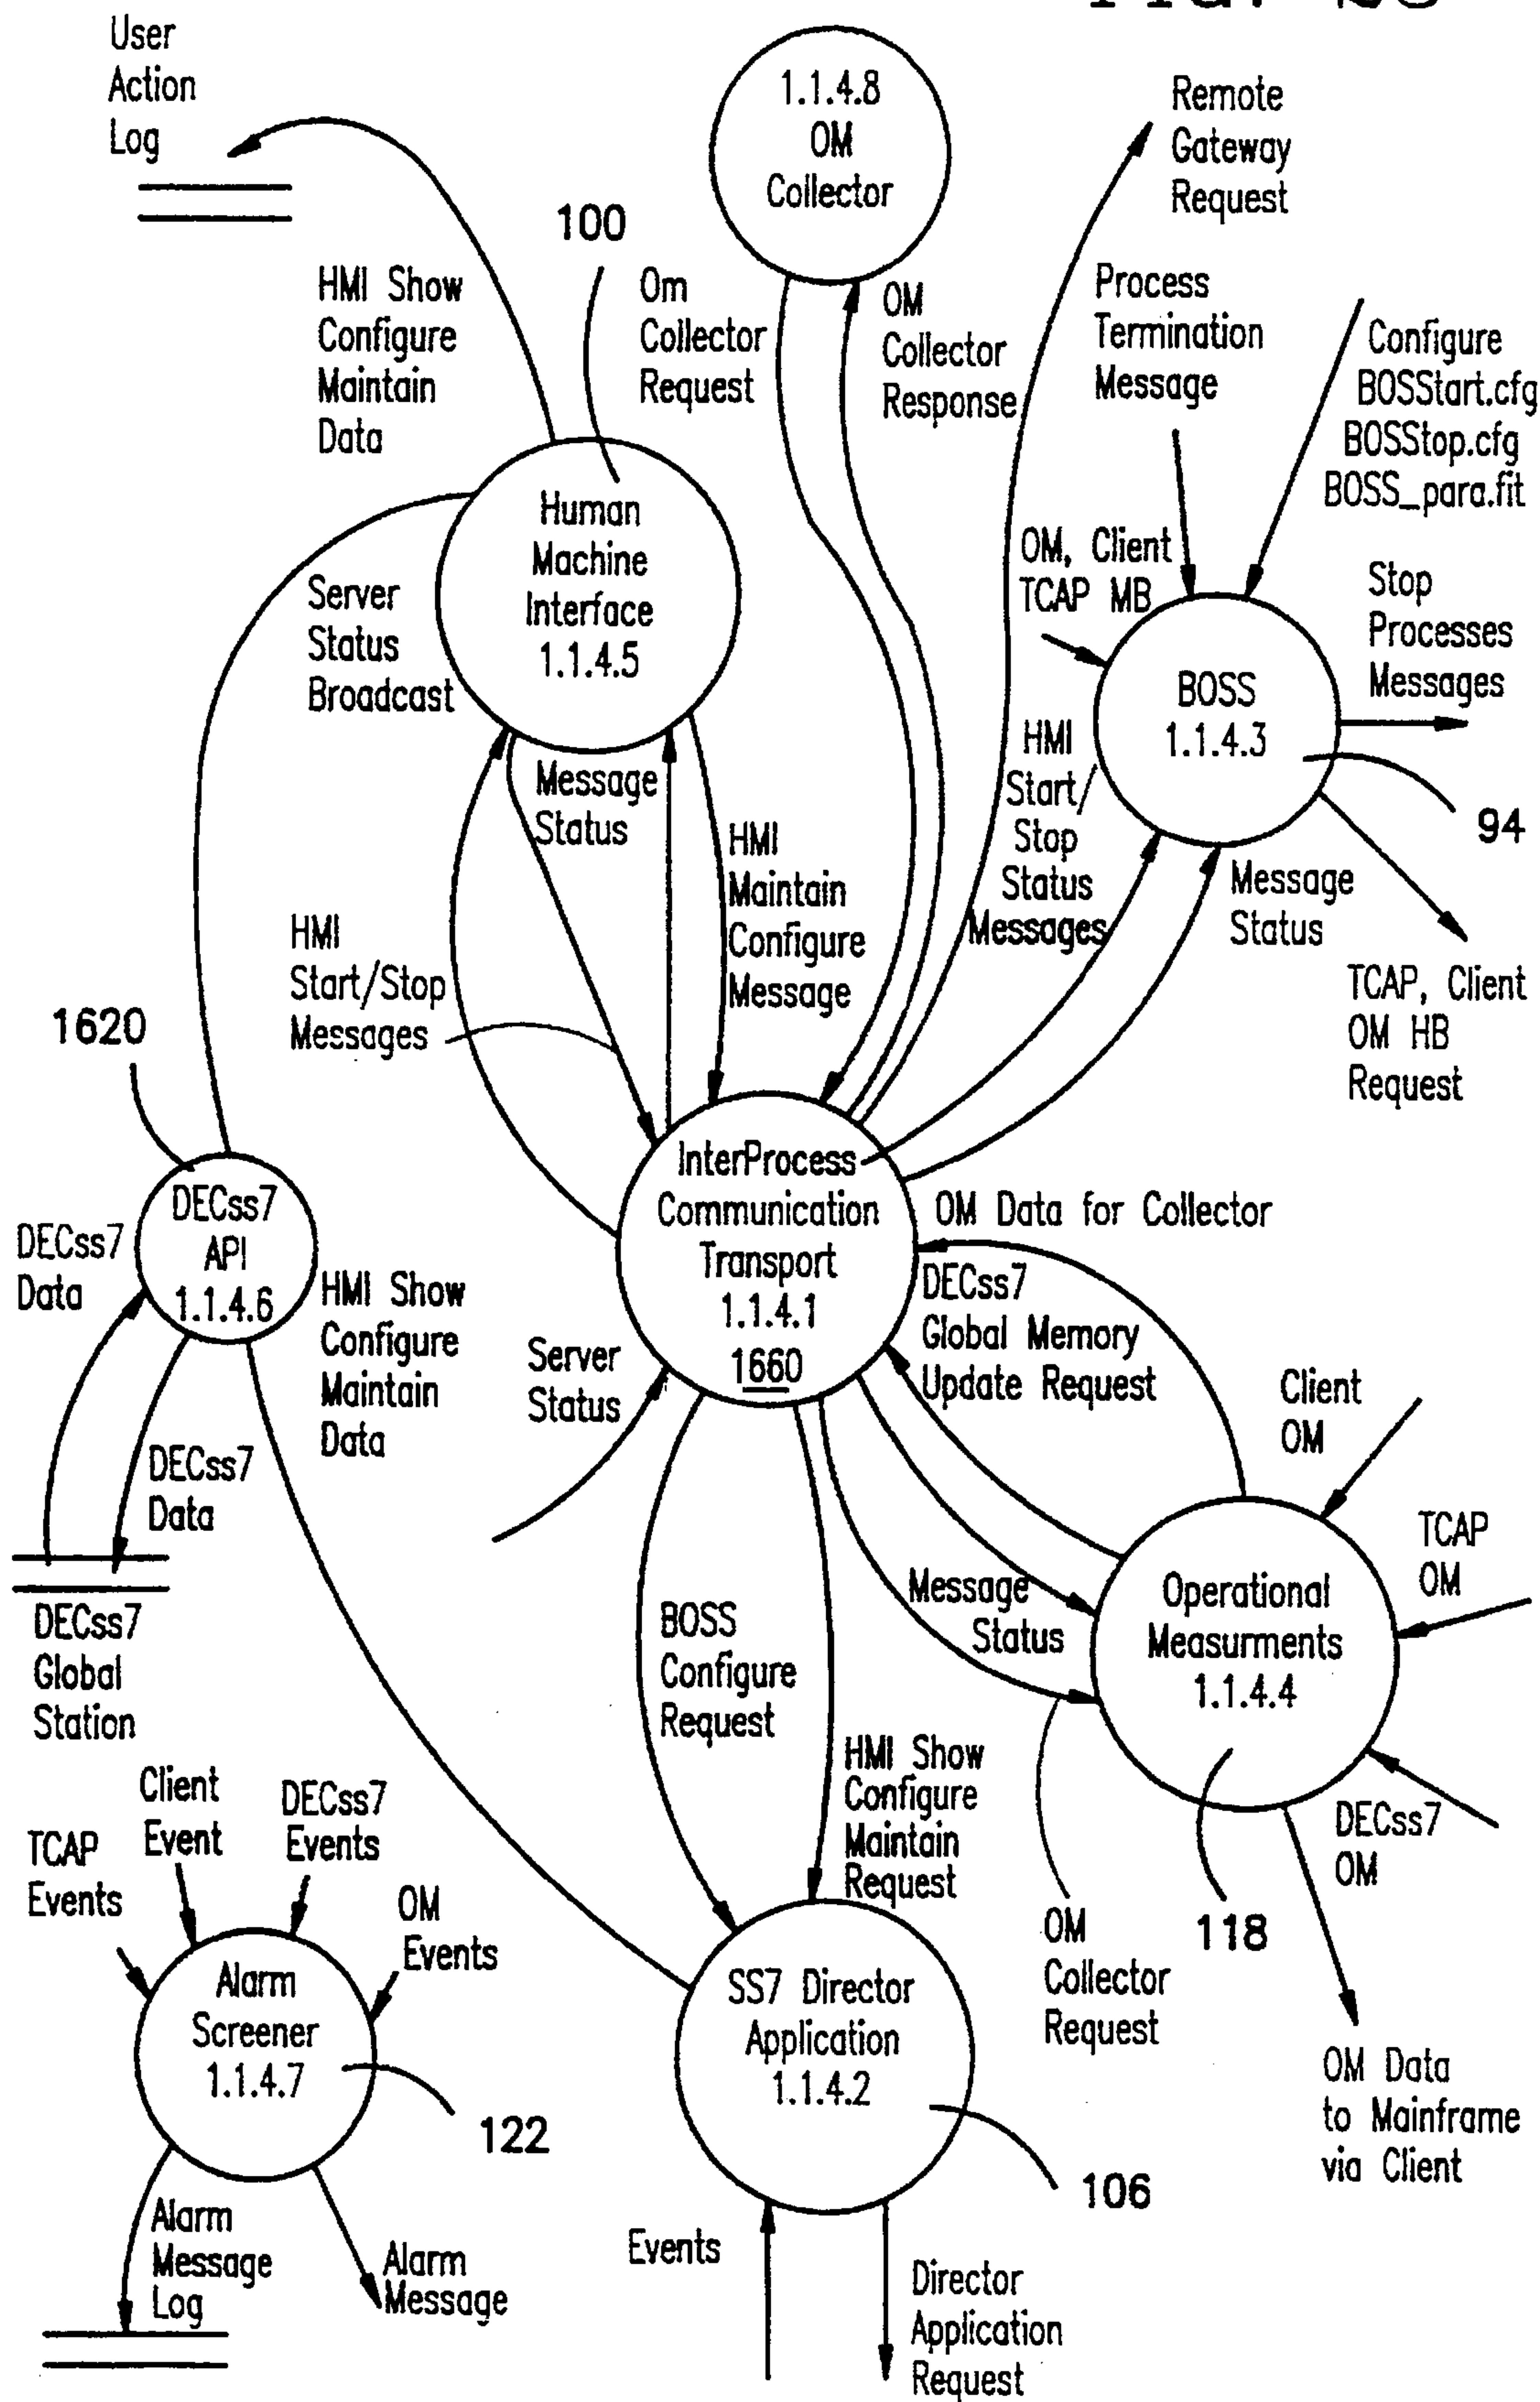 User
Action
Log
1.1.4.8
OM
Collector
Remote
Gateway
Request
100
HMI Show
Configure
Maintain
Data
Om
Collector
Request
OM
Collector
Response
Process
Termination
Message
Configure
BOSStart.cfg
BOSStop.cfg
BOSS_para.fit
Human
Machine
Interface
1.1.4.5
Server
Status
Broadcast
OM, Client
TCAP MB
BOSS
1.1.4.3
Stop
Processes
Messages
94
Message
Status
HMI
Maintain
Configure
Message
HMI
Start/
Stop
Status
Messages
Message
Status
TCAP, Client
OM HB
Request
HMI
Start/Stop
Messages
1620
DECss7
API
1.1.4.6
DECss7
Data
HMI Show
Configure
Maintain
Data
DECss7
Data
DECss7
Global
Station
InterProcess
Communication
Transport
1.1.4.1
1660
Server
Status
OM Data for Collector
DECss7
Global Memory
Update Request
Client
OM
TCAP
OM
Message
Status
Operational
Measurments
1.1.4.4
118
DECss7
OM
OM Data
to Mainframe
via Client
OM
Collector
Request
BOSS
Configure
Request
HMI Show
Configure
Maintain
Request
TCAP
Events
Client
Event
DECss7
Events
OM
Events
Alarm
Screener
1.1.4.7
122
Alarm
Message
Log
Alarm
Message
SS7 Director
Application
1.1.4.2
106
Events
Director
Application
Request